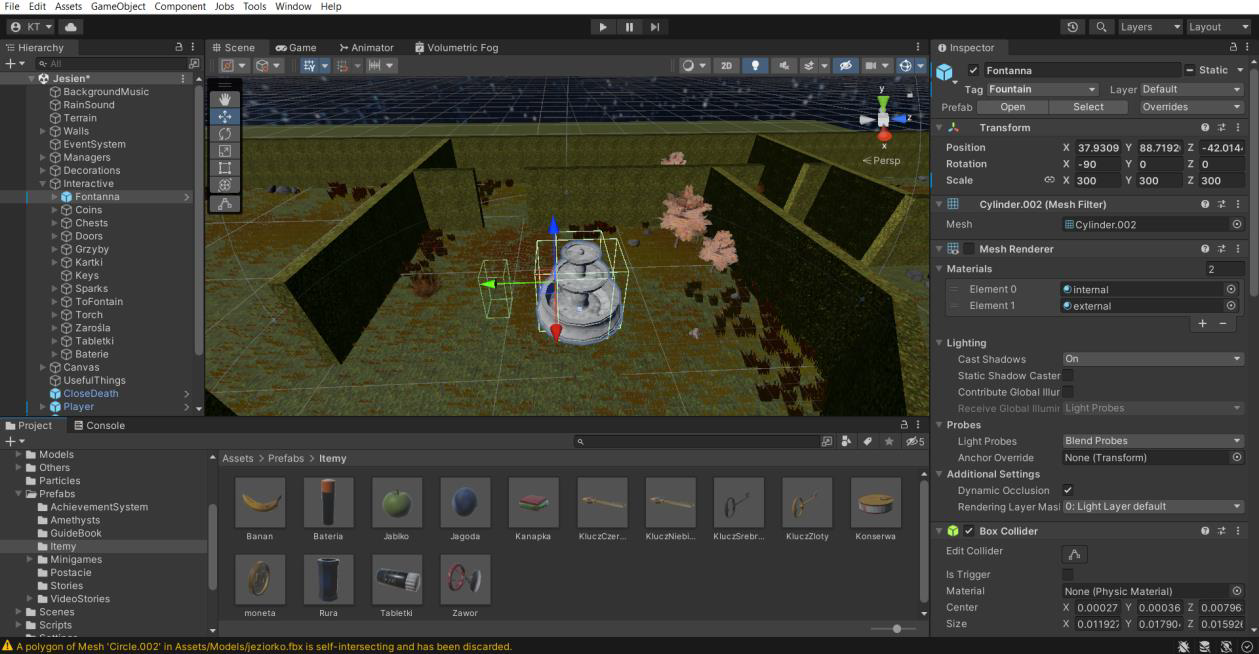 File Edit Assets GameObject Component Jobs Tools Window Help
KT Layers Layout
Hierarchy
All
Jesien*
BackgroundMusic
RainSound
Terrain
Walls
EventSystem
Managers
Decorations
Interactive
Fontanna
Coins
Chests
Doors
Grzyby
Kartki
Keys
Sparks
ToFontain
Torch
Zarośla
Tabletki
Baterie
Canvas
UsefulThings
CloseDeath
Player
Scene Game Animator Volumetric Fog
2D
y
z
x
Persp
Inspector
Fontanna Static
Tag Fountain Layer Default
Prefab Open Select Overrides
Transform
Position X 37.9309 Y 88.7192 Z -42.014
Rotation X -90 Y 0 Z 0
Scale X 300 Y 300 Z 300
Cylinder.002 (Mesh Filter)
Mesh Cylinder.002
Mesh Renderer
Materials 2
Element 0 internal
Element 1 external
Lighting
Cast Shadows On
Static Shadow Caster
Contribute Global Illur
Receive Global Illumir Light Probes
Probes
Light Probes Blend Probes
Anchor Override None (Transform)
Additional Settings
Dynamic Occlusion
Rendering Layer Masl 0: Light Layer default
Box Collider
Edit Collider
Is Trigger
Material None (Physic Material)
Center X 0.00027 Y 0.00036 Z 0.00796
Size X 0.011927 Y 0.01790 Z 0.01592
Project Console
5
Models
Others
Particles
Prefabs
AchievementSystem
Amethysts
GuideBook
Itemy
Minigames
Postacie
Stories
VideoStories
Scenes
Scripts
Assets > Prefabs > Itemy
Banan Bateria Jablko Jagoda Kanapka KluczCzer... KluczNiebi... KluczSrebr... KluczZloty Konserwa
moneta Rura Tabletki Zawor
A polygon of Mesh 'Circle.002' in Assets/Models/jeziorko.fbx is self-intersecting and has been discarded.